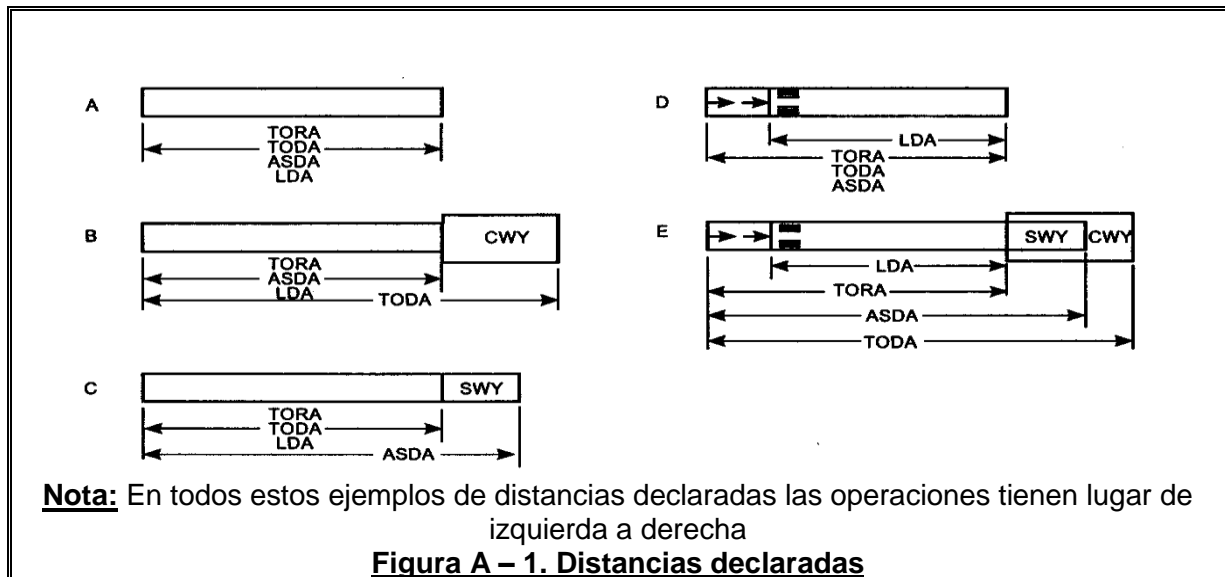 A
TORA
TODA
ASDA
LDA
B
CWY
TORA
ASDA
LDA
TODA
C
SWY
TORA
TODA
LDA
ASDA
D
LDA
TORA
TODA
ASDA
E
SWY CWY
LDA
TORA
ASDA
TODA
Nota: En todos estos ejemplos de distancias declaradas las operaciones tienen lugar de
izquierda a derecha
Figura A – 1. Distancias declaradas